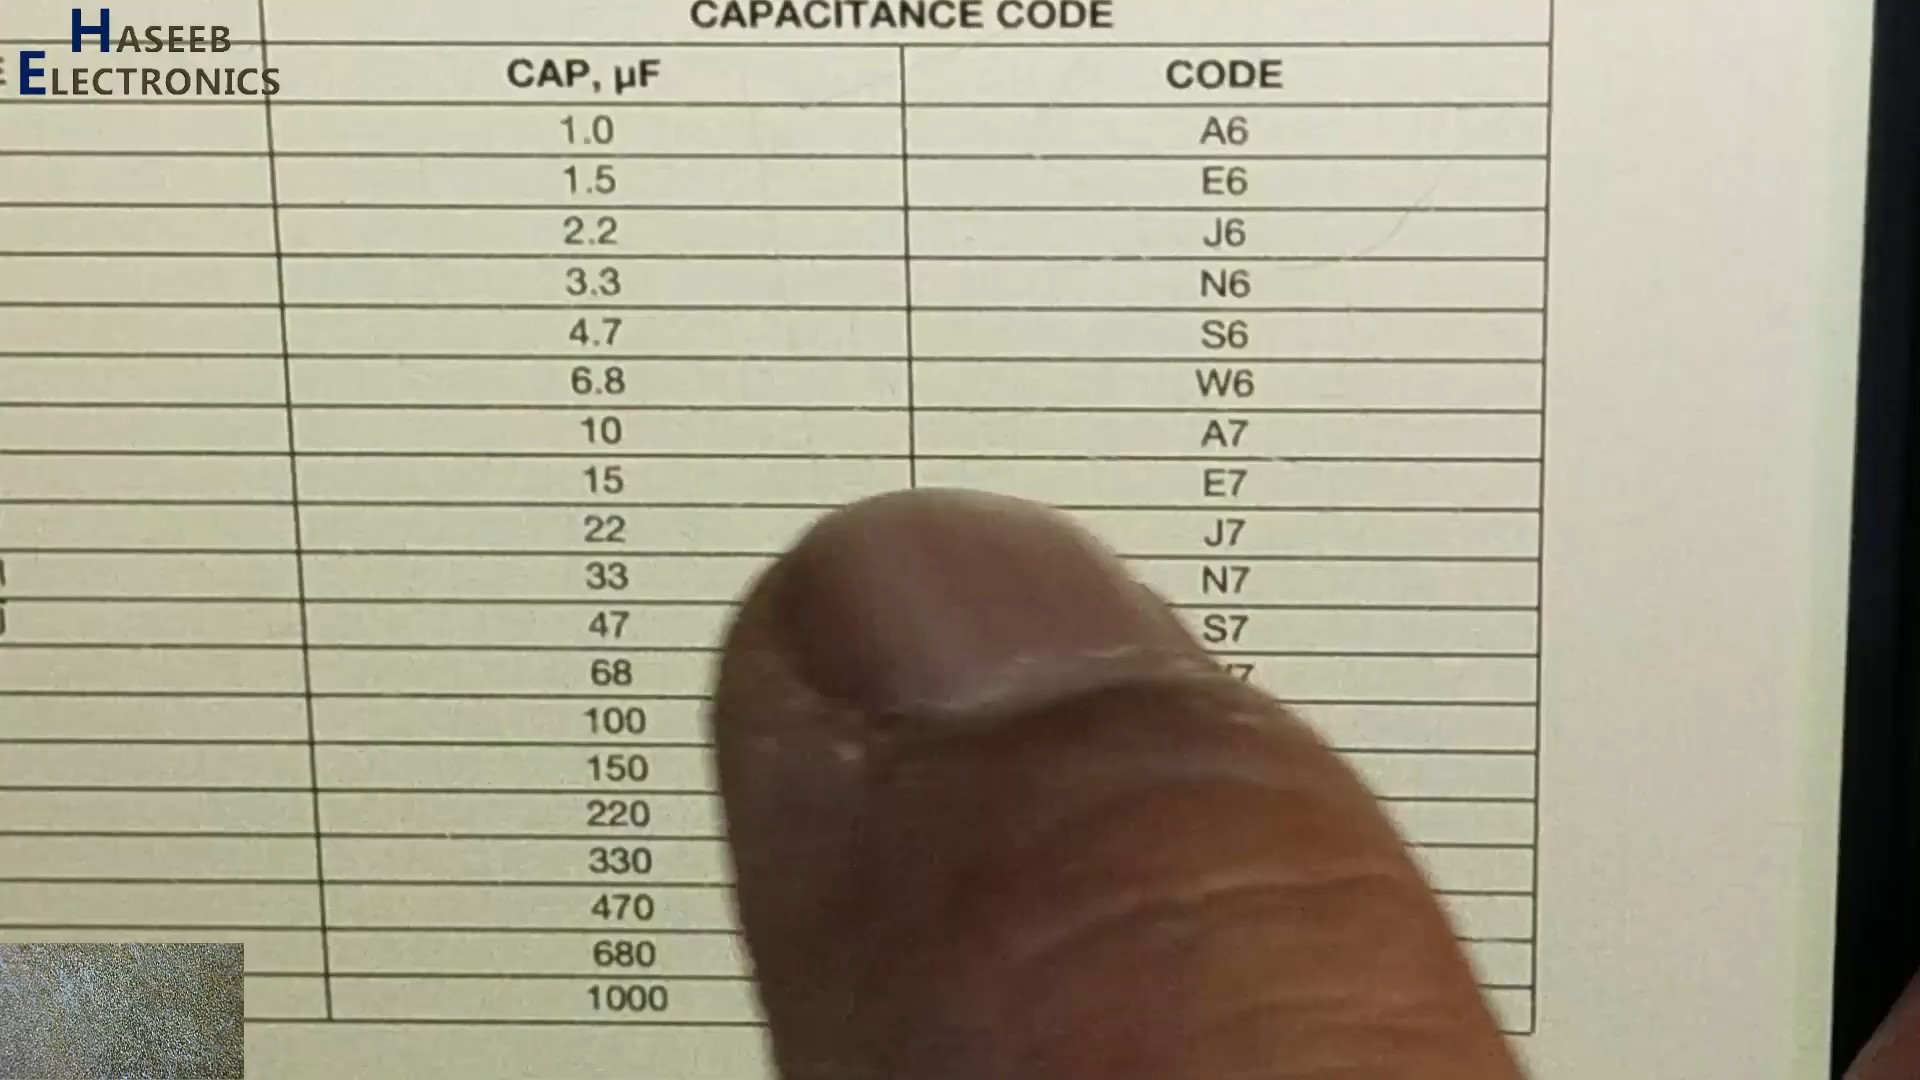 HASEEB
ELECTRONICS
CAPACITANCE CODE
CAP, µF CODE
1.0 A6
1.5 E6
2.2 J6
3.3 N6
4.7 S6
6.8 W6
10 A7
15 E7
22 J7
33 N7
47 S7
68
100
150
220
330
470
680
1000